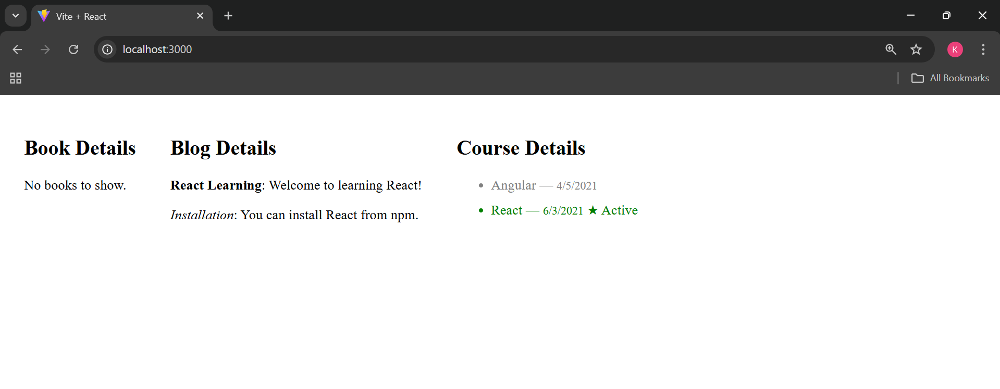 Vite + React
localhost:3000
K
All Bookmarks
Book Details
No books to show.
Blog Details
React Learning: Welcome to learning React!
Installation: You can install React from npm.
Course Details
• Angular — 4/5/2021
• React — 6/3/2021 ★ Active